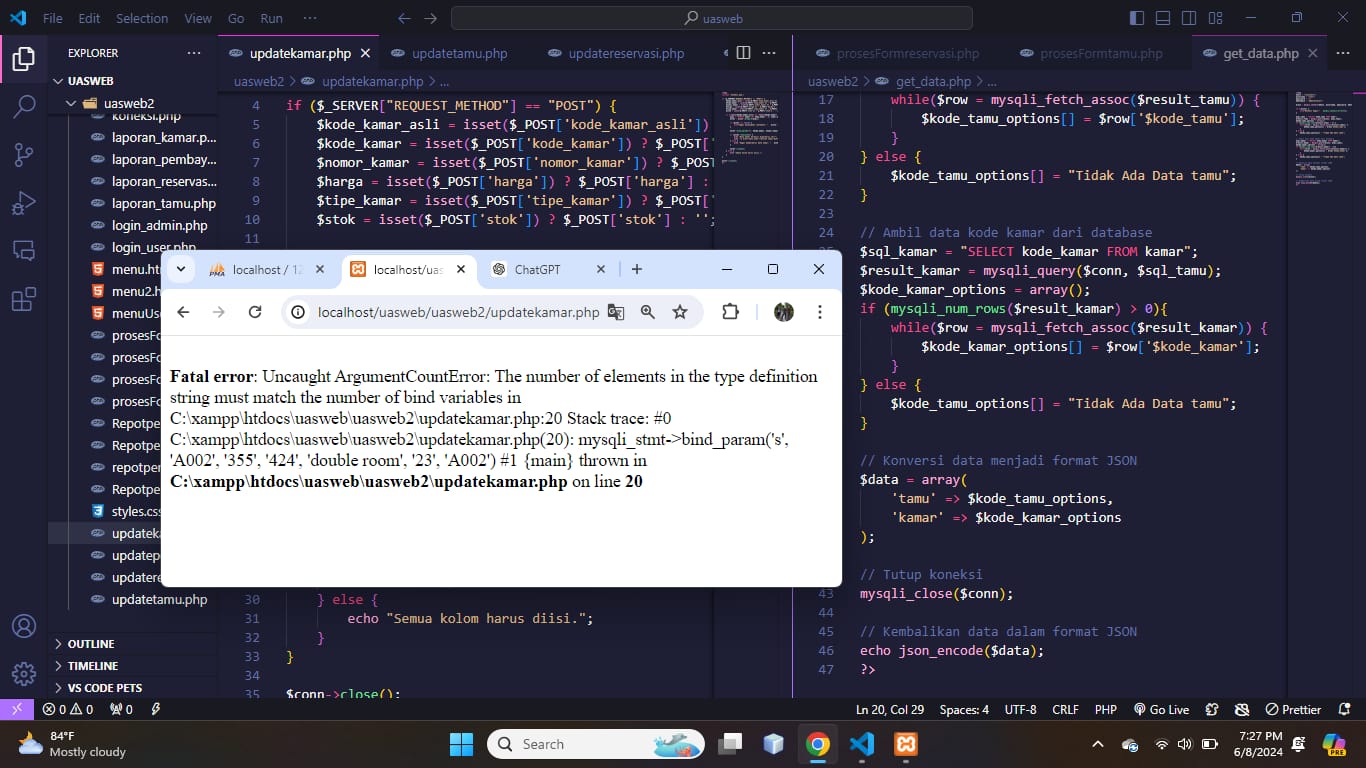 File Edit Selection View Go Run ··· uasweb
EXPLORER ···
UASWEB
uasweb2
koneksi.php
laporan_kamar.p...
laporan_pembay...
laporan_reservas...
laporan_tamu.php
login_admin.php
login_user.php
menu.ht
menu2.h
menuUs
prosesFo
prosesFo
prosesFo
prosesFo
Repotpe
Repotpe
repotper
Repotpe
styles.css
updateka
updatep
updatere
updatetamu.php
OUTLINE
TIMELINE
VS CODE PETS
updatekamar.php updatetamu.php updatereservasi.php ···
uasweb2 > updatekamar.php > ...
4 if ($_SERVER["REQUEST_METHOD"] == "POST") {
5 $kode_kamar_asli = isset($_POST['kode_kamar_asli'])
6 $kode_kamar = isset($_POST['kode_kamar']) ? $_POST['
7 $nomor_kamar = isset($_POST['nomor_kamar']) ? $_POS
8 $harga = isset($_POST['harga']) ? $_POST['harga'] :
9 $tipe_kamar = isset($_POST['tipe_kamar']) ? $_POST['
10 $stok = isset($_POST['stok']) ? $_POST['stok'] : '';
11
localhost / 12 localhost/uas ChatGPT
localhost/uasweb/uasweb2/updatekamar.php
Fatal error: Uncaught ArgumentCountError: The number of elements in the type definition
string must match the number of bind variables in
C:\xampp\htdocs\uasweb\uasweb2\updatekamar.php:20 Stack trace: #0
C:\xampp\htdocs\uasweb\uasweb2\updatekamar.php(20): mysqli_stmt->bind_param('s',
'A002', '355', '424', 'double room', '23', 'A002') #1 {main} thrown in
C:\xampp\htdocs\uasweb\uasweb2\updatekamar.php on line 20
30 } else {
31 echo "Semua kolom harus diisi.";
32 }
33 }
34
35 $conn->close();
prosesFormreservasi.php prosesFormtamu.php get_data.php ···
uasweb2 > get_data.php > ...
17 while($row = mysqli_fetch_assoc($result_tamu)) {
18 $kode_tamu_options[] = $row['$kode_tamu'];
19 }
20 } else {
21 $kode_tamu_options[] = "Tidak Ada Data tamu";
22 }
23
24 // Ambil data kode kamar dari database
$sql_kamar = "SELECT kode_kamar FROM kamar";
$result_kamar = mysqli_query($conn, $sql_tamu);
$kode_kamar_options = array();
if (mysqli_num_rows($result_kamar) > 0){
while($row = mysqli_fetch_assoc($result_kamar)) {
$kode_kamar_options[] = $row['$kode_kamar'];
}
} else {
$kode_tamu_options[] = "Tidak Ada Data tamu";
}
// Konversi data menjadi format JSON
$data = array(
'tamu' => $kode_tamu_options,
'kamar' => $kode_kamar_options
);
// Tutup koneksi
43 mysqli_close($conn);
44
45 // Kembalikan data dalam format JSON
46 echo json_encode($data);
47 ?>
0 0 0 Ln 20, Col 29 Spaces: 4 UTF-8 CRLF PHP Go Live Prettier
84°F
Mostly cloudy
Search
7:27 PM
6/8/2024
PRE